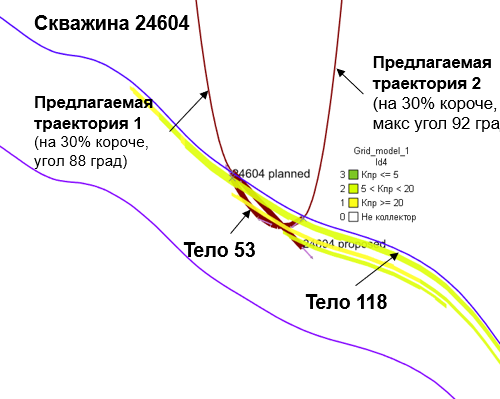 Скважина 24604
Предлагаемая
траектория 2
(на 30% короче,
макс угол 92 гра
Предлагаемая
траектория 1
(на 30% короче,
угол 88 град)
Grid_model_1
Id4
3 Кпр <= 5
2 5 < Кпр < 20
1 Кпр >= 20
0 Не коллектор
24604 planned
24604 proposed
Тело 53
Тело 118